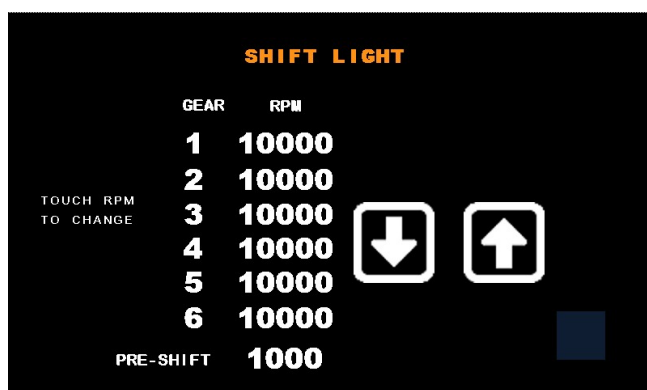 SHIFT LIGHT
GEAR RPM
1 10000
2 10000
TOUCH RPM
TO CHANGE
3 10000
4 10000
5 10000
6 10000
PRE-SHIFT 1000